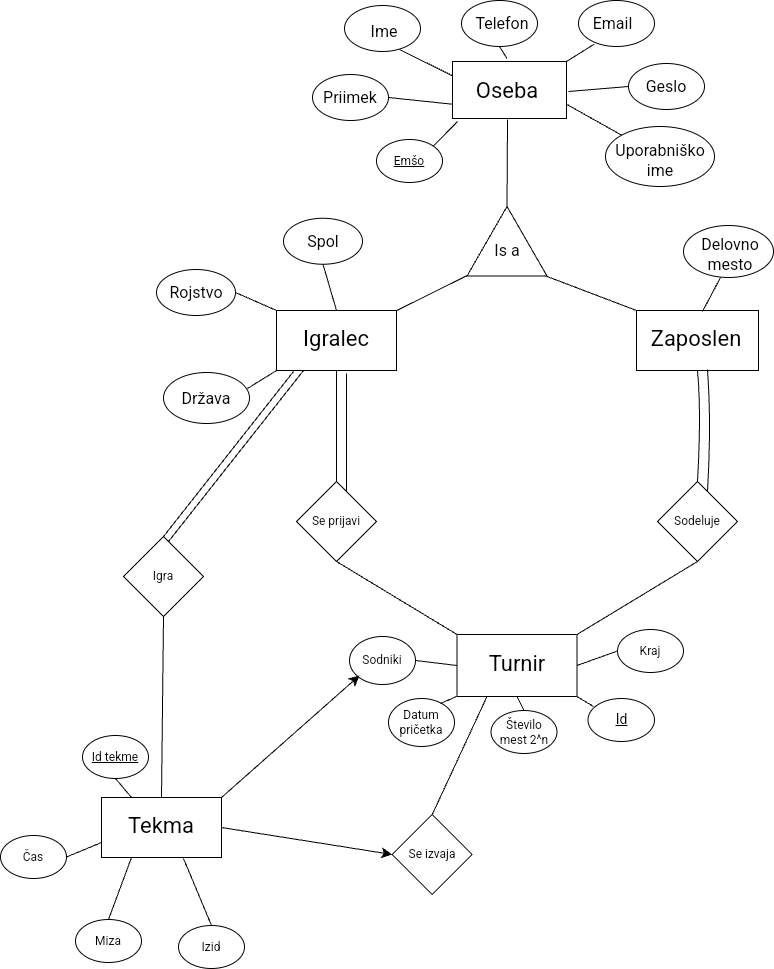 Ime
Telefon
Email
Priimek
Oseba
Geslo
Emšo
Uporabniško
ime
Is a
Spol
Delovno
mesto
Rojstvo
Igralec
Zaposlen
Država
Se prijavi
Sodeluje
Igra
Sodniki
Turnir
Kraj
Datum
pričetka
Število
mest 2^n
Id
Id tekme
Tekma
Se izvaja
Čas
Miza
Izid